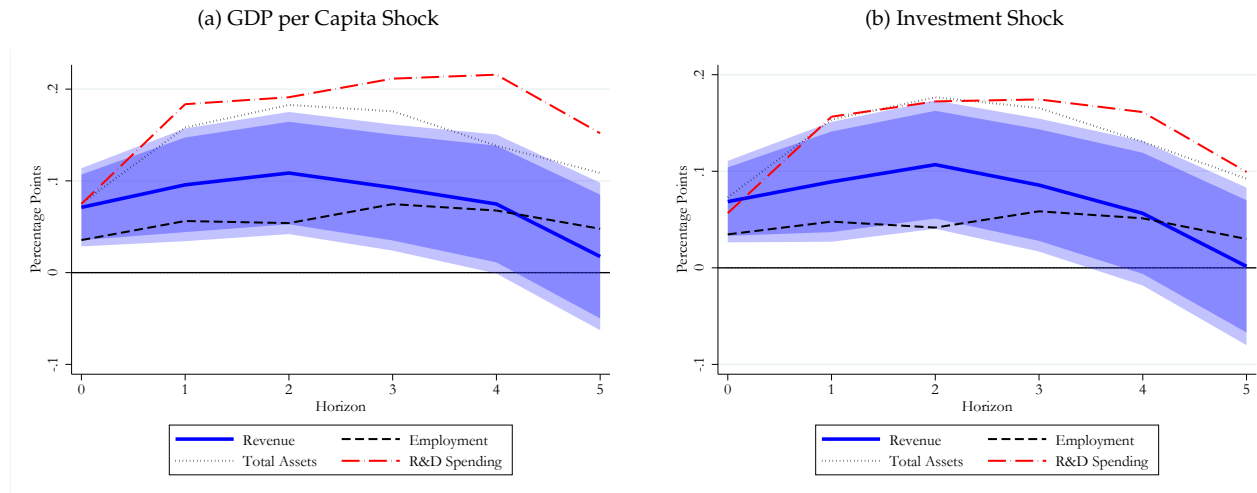 (a) GDP per Capita Shock
Percentage Points
.2
.1
0
-.1
0 1 2 3 4 5
Horizon
Revenue Employment
Total Assets R&D Spending
(b) Investment Shock
Percentage Points
.2
.1
0
-.1
0 1 2 3 4 5
Horizon
Revenue Employment
Total Assets R&D Spending